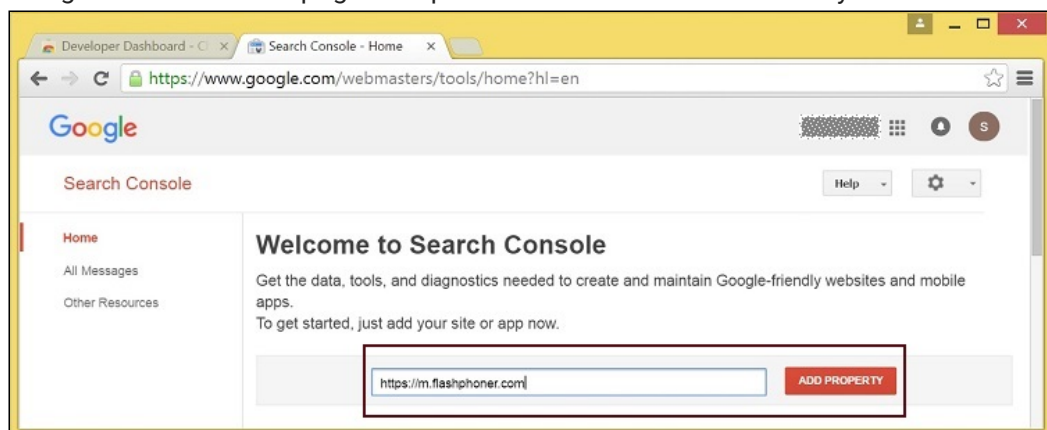 Developer Dashboard - C
Search Console - Home
https://www.google.com/webmasters/tools/home?hl=en
Google
S
Search Console
Help
Home
All Messages
Other Resources
Welcome to Search Console
Get the data, tools, and diagnostics needed to create and maintain Google-friendly websites and mobile
apps.
To get started, just add your site or app now.
https://m.flashphoner.com
ADD PROPERTY